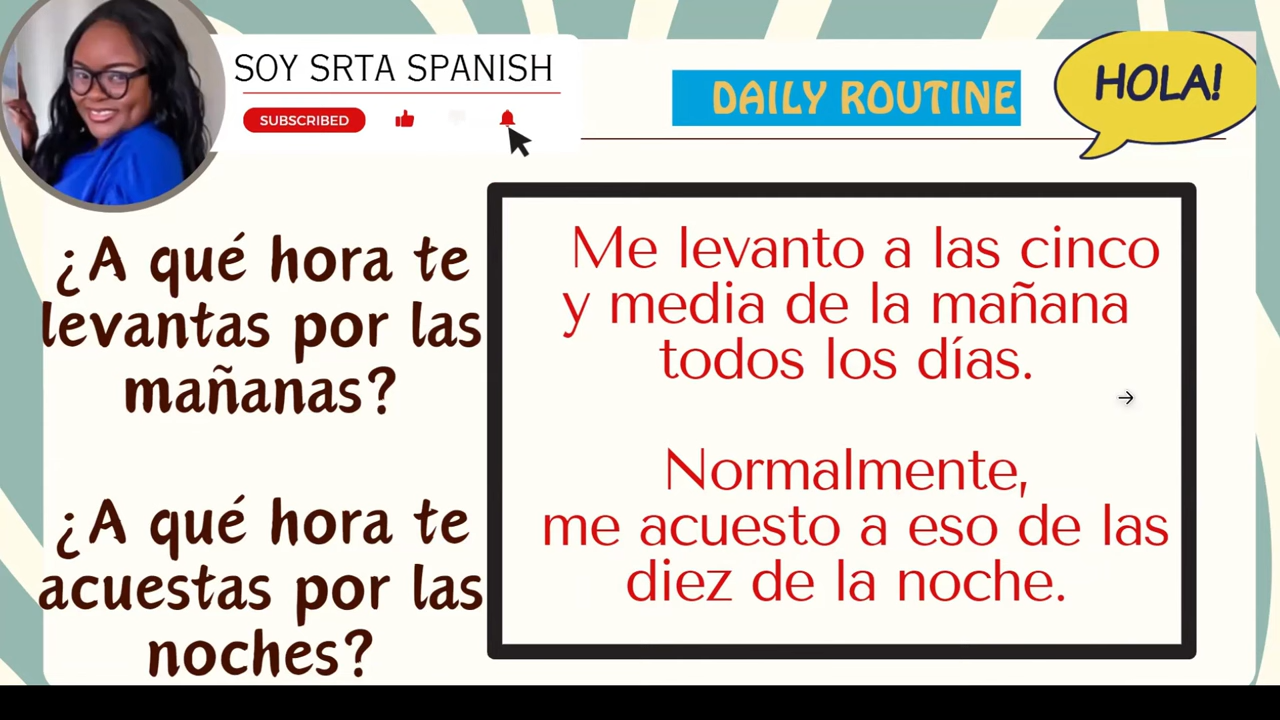 SOY SRTA SPANISH
SUBSCRIBED
DAILY ROUTINE
HOLA!
¿A qué hora te
levantas por las
mañanas?
¿A qué hora te
acuestas por las
noches?
Me levanto a las cinco
y media de la mañana
todos los días.
Normalmente,
me acuesto a eso de las
diez de la noche.